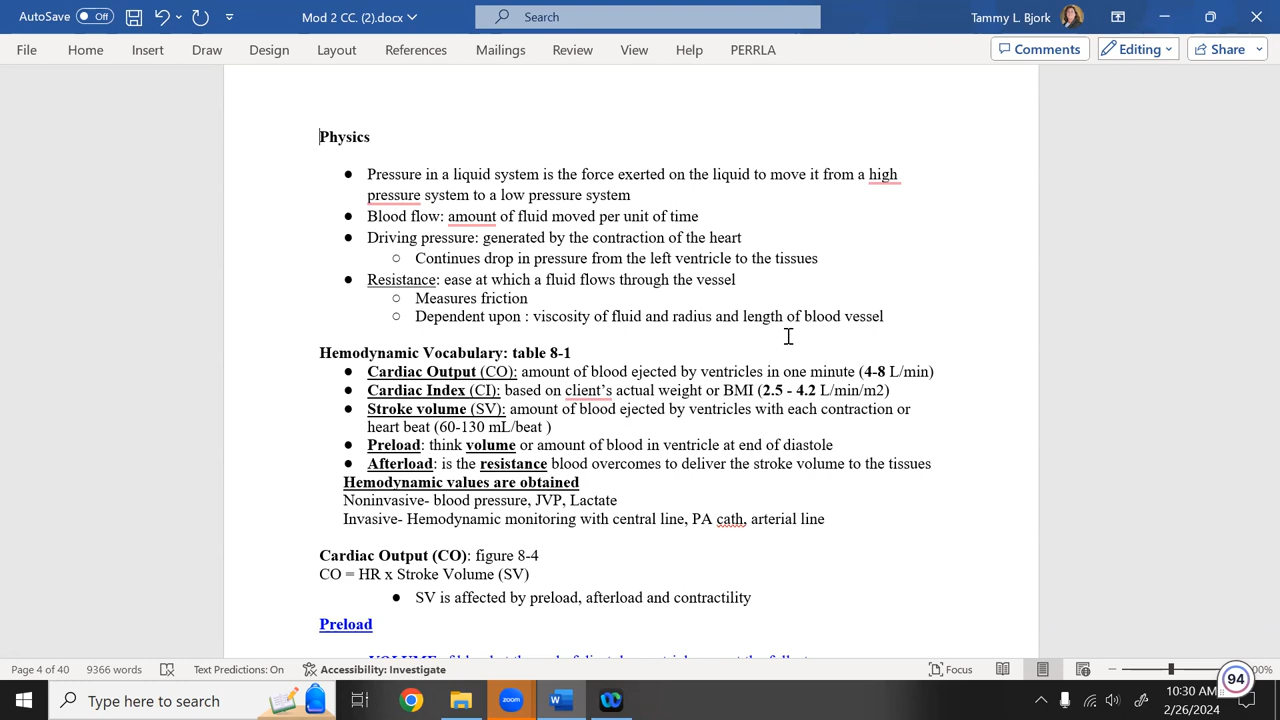 AutoSave Off Mod 2 CC. (2).docx Search Tammy L. Bjork
File Home Insert Draw Design Layout References Mailings Review View Help PERRLA Comments Editing Share
Physics
● Pressure in a liquid system is the force exerted on the liquid to move it from a high
pressure system to a low pressure system
● Blood flow: amount of fluid moved per unit of time
● Driving pressure: generated by the contraction of the heart
○ Continues drop in pressure from the left ventricle to the tissues
● Resistance: ease at which a fluid flows through the vessel
○ Measures friction
○ Dependent upon : viscosity of fluid and radius and length of blood vessel
Hemodynamic Vocabulary: table 8-1
● Cardiac Output (CO): amount of blood ejected by ventricles in one minute (4-8 L/min)
● Cardiac Index (CI): based on client's actual weight or BMI (2.5 - 4.2 L/min/m2)
● Stroke volume (SV): amount of blood ejected by ventricles with each contraction or
heart beat (60-130 mL/beat )
● Preload: think volume or amount of blood in ventricle at end of diastole
● Afterload: is the resistance blood overcomes to deliver the stroke volume to the tissues
Hemodynamic values are obtained
Noninvasive- blood pressure, JVP, Lactate
Invasive- Hemodynamic monitoring with central line, PA cath, arterial line
Cardiac Output (CO): figure 8-4
CO = HR x Stroke Volume (SV)
● SV is affected by preload, afterload and contractility
Preload
Page 4 of 40 9366 words Text Predictions: On Accessibility: Investigate Focus
94
Type here to search zoom 10:30 AM
2/26/2024